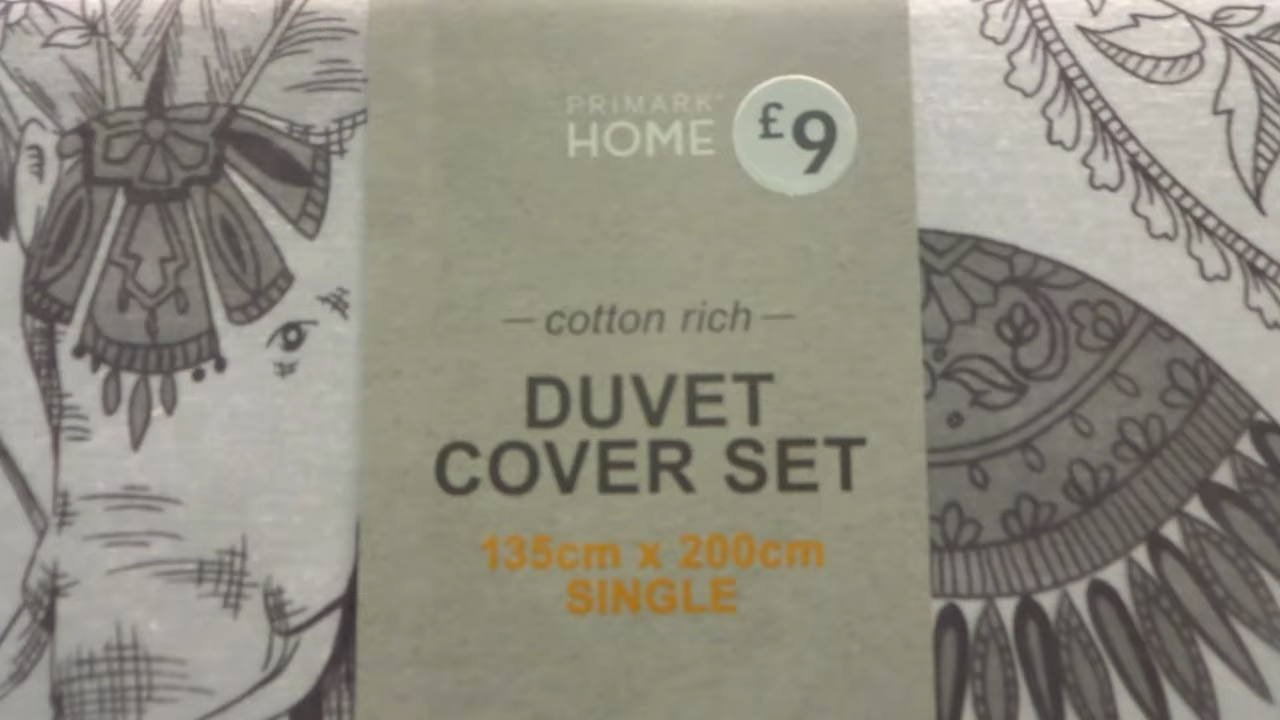 PRIMARK
HOME
£9
cotton rich
DUVET
COVER SET
135cm x 200cm
SINGLE